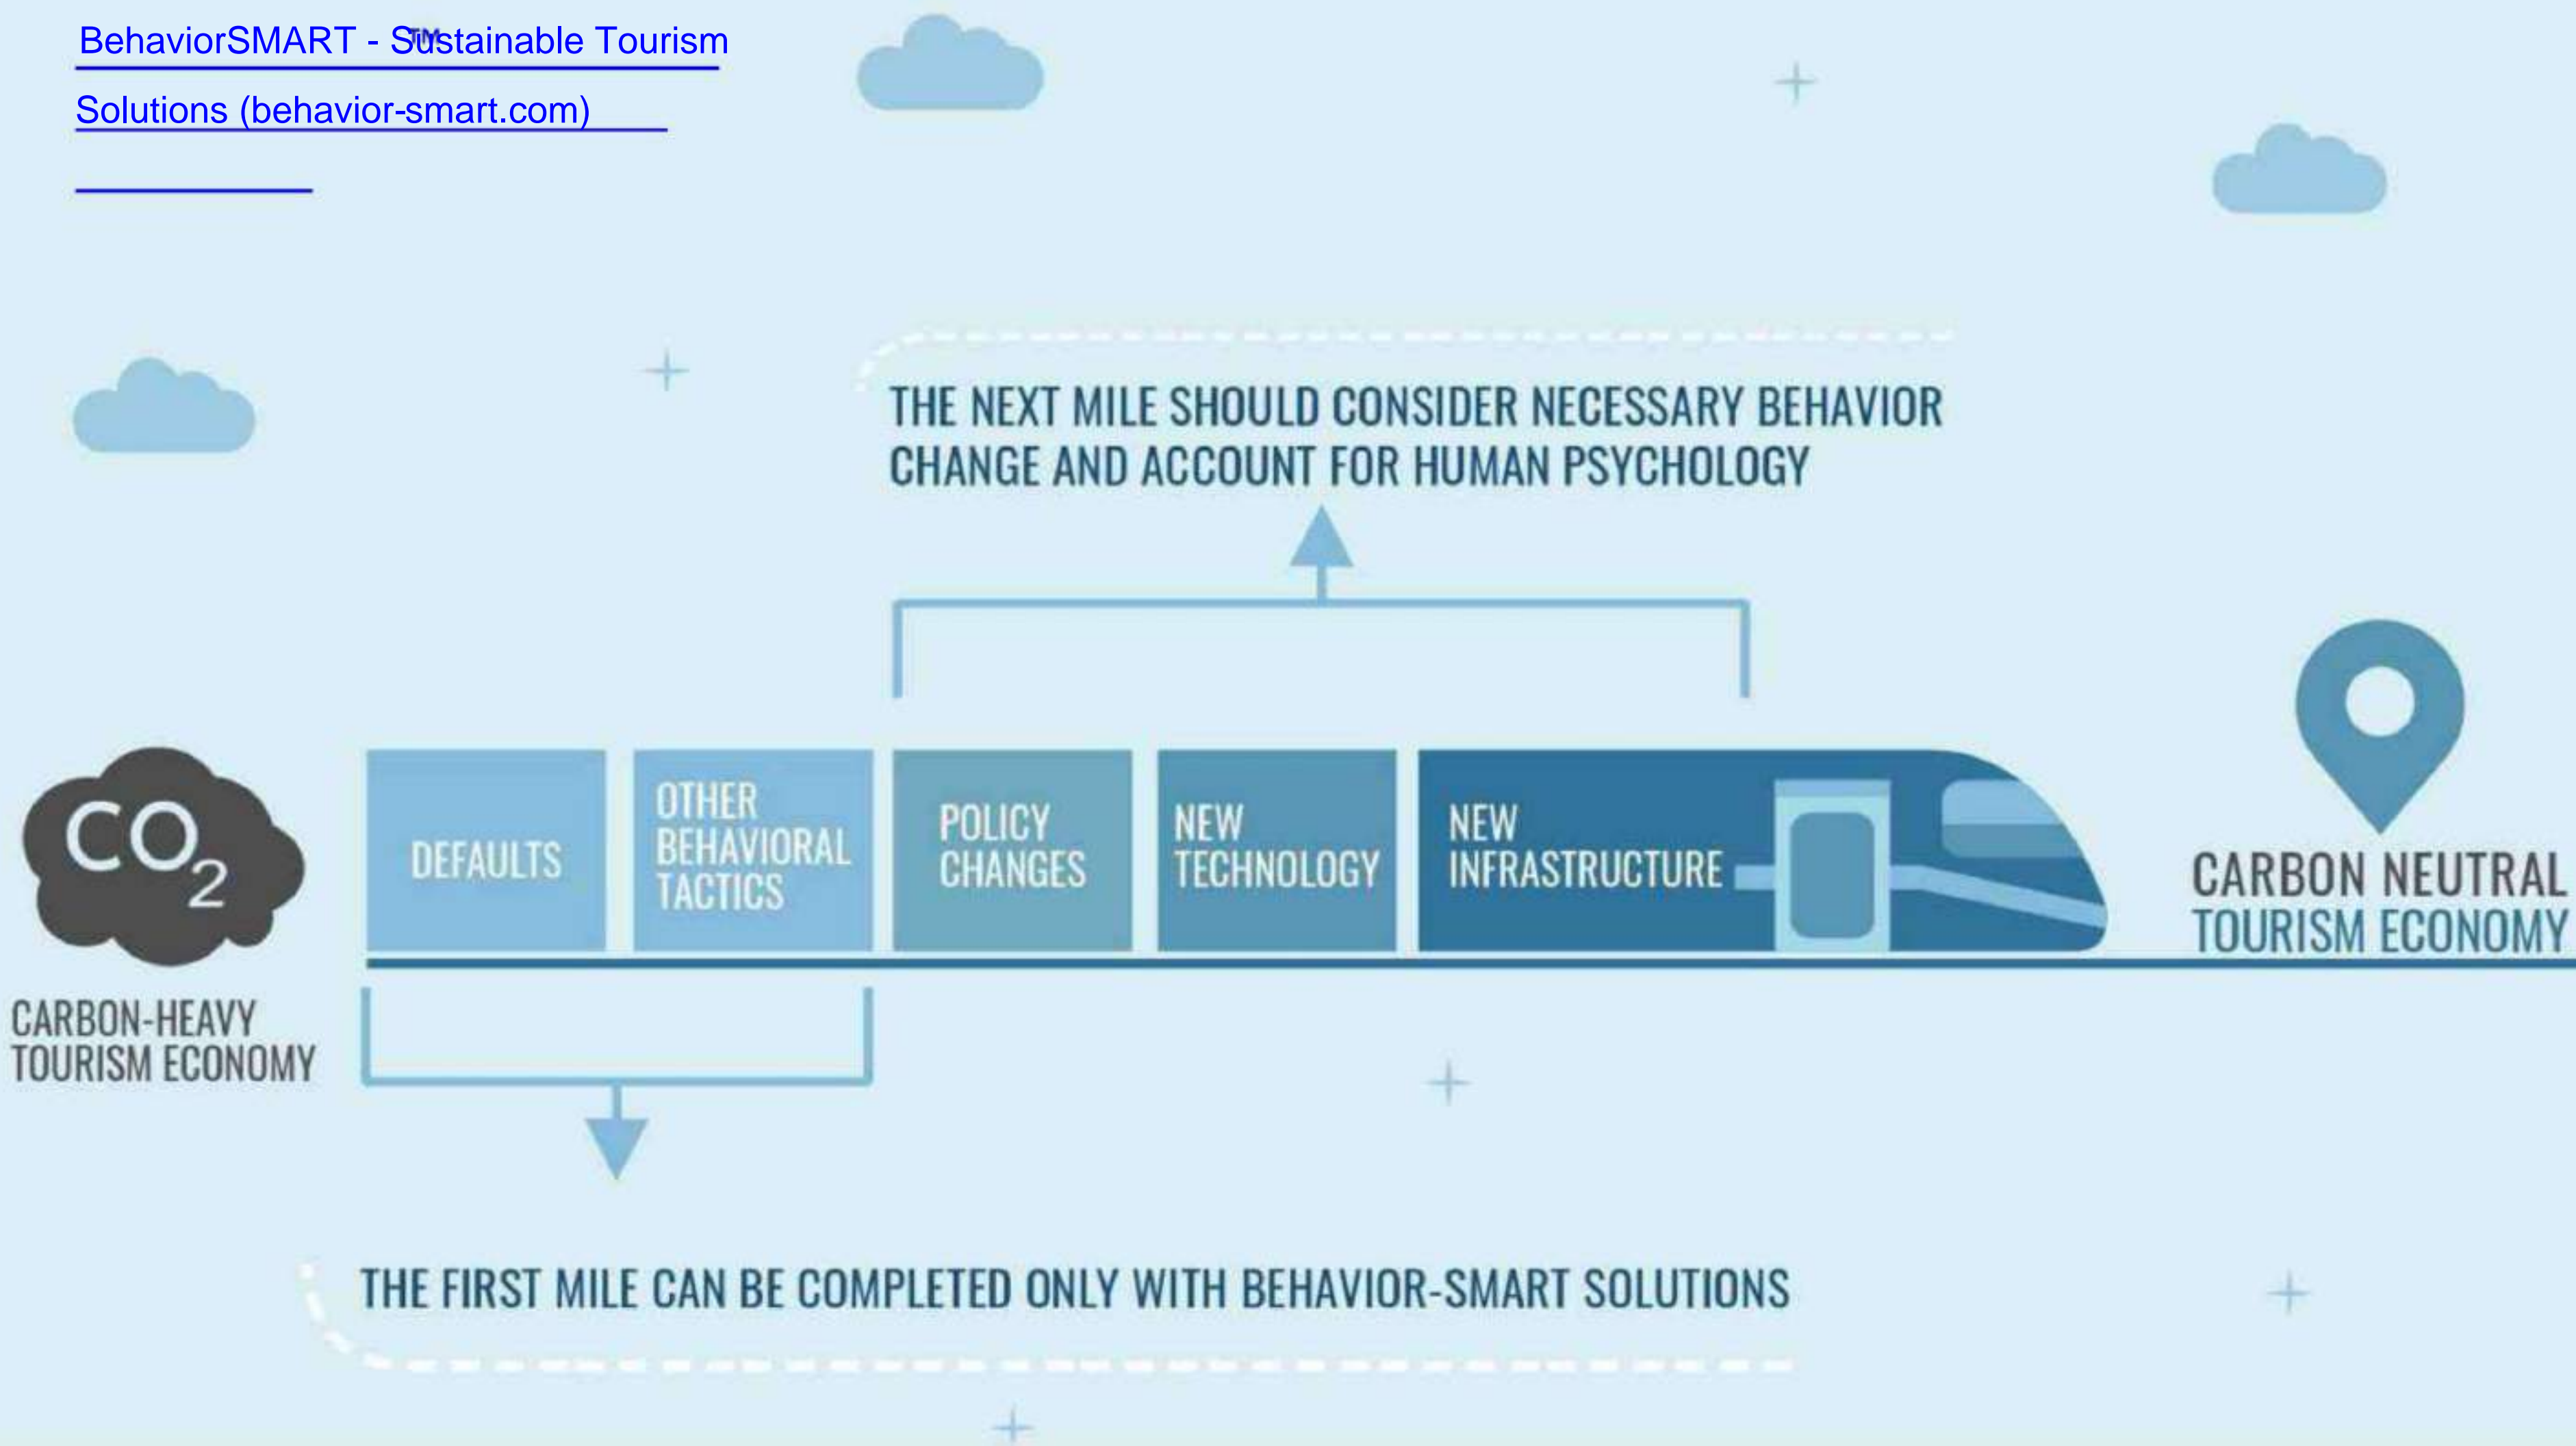 BehaviorSMART - Sustainable Tourism
™
Solutions (behavior-smart.com)
THE NEXT MILE SHOULD CONSIDER NECESSARY BEHAVIOR
CHANGE AND ACCOUNT FOR HUMAN PSYCHOLOGY
CO2
CARBON-HEAVY
TOURISM ECONOMY
DEFAULTS
OTHER
BEHAVIORAL
TACTICS
POLICY
CHANGES
NEW
TECHNOLOGY
NEW
INFRASTRUCTURE
CARBON NEUTRAL
TOURISM ECONOMY
THE FIRST MILE CAN BE COMPLETED ONLY WITH BEHAVIOR-SMART SOLUTIONS